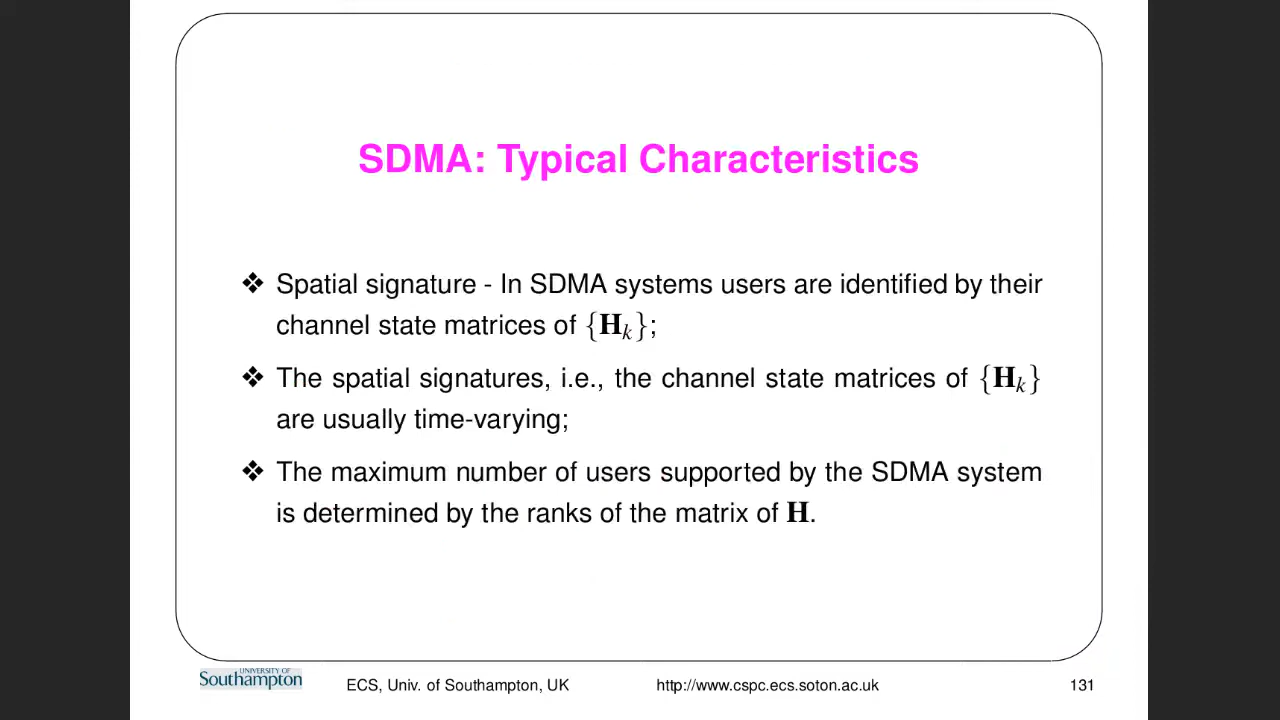 SDMA: Typical Characteristics
❖ Spatial signature - In SDMA systems users are identified by their
channel state matrices of {H_k};
❖ The spatial signatures, i.e., the channel state matrices of {H_k}
are usually time-varying;
❖ The maximum number of users supported by the SDMA system
is determined by the ranks of the matrix of H.
UNIVERSITY OF
Southampton
ECS, Univ. of Southampton, UK http://www.cspc.ecs.soton.ac.uk 131